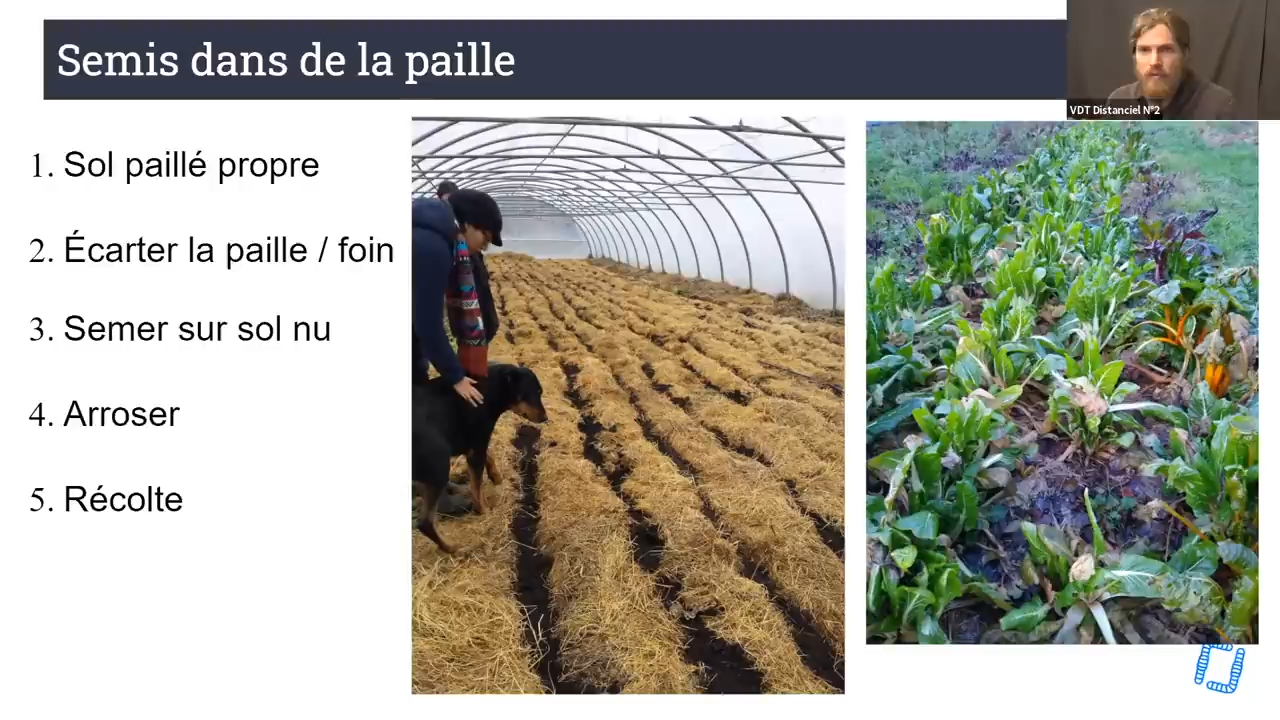 Semis dans de la paille
VDT Distanciel N°2
1. Sol paillé propre
2. Écarter la paille / foin
3. Semer sur sol nu
4. Arroser
5. Récolte